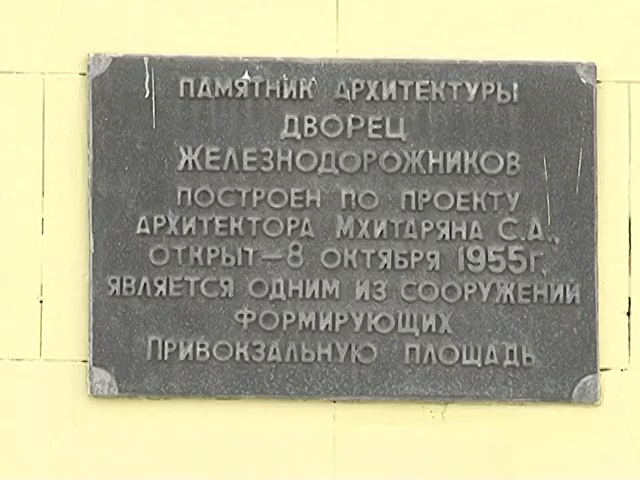 ПАМЯТНИК АРХИТЕКТУРЫ
ДВОРЕЦ
ЖЕЛЕЗНОДОРОЖНИКОВ
ПОСТРОЕН ПО ПРОЕКТУ
АРХИТЕКТОРА МХИТАРЯНА С.А.,
ОТКРЫТ–8 ОКТЯБРЯ 1955г.
ЯВЛЯЕТСЯ ОДНИМ ИЗ СООРУЖЕНИЙ
ФОРМИРУЮЩИХ
ПРИВОКЗАЛЬНУЮ ПЛОЩАДЬ